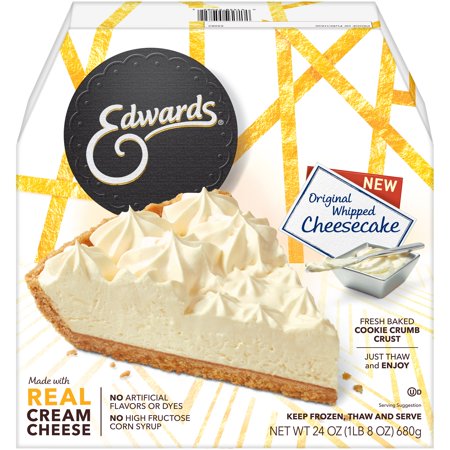 Edwards®
NEW
Original
Whipped
Cheesecake
FRESH BAKED
COOKIE CRUMB
CRUST
JUST THAW
and ENJOY
Made with
REAL
CREAM
CHEESE
NO ARTIFICIAL
FLAVORS OR DYES
NO HIGH FRUCTOSE
CORN SYRUP
UD
Serving Suggestion
KEEP FROZEN, THAW AND SERVE
NET WT 24 OZ (1LB 8 OZ) 680g